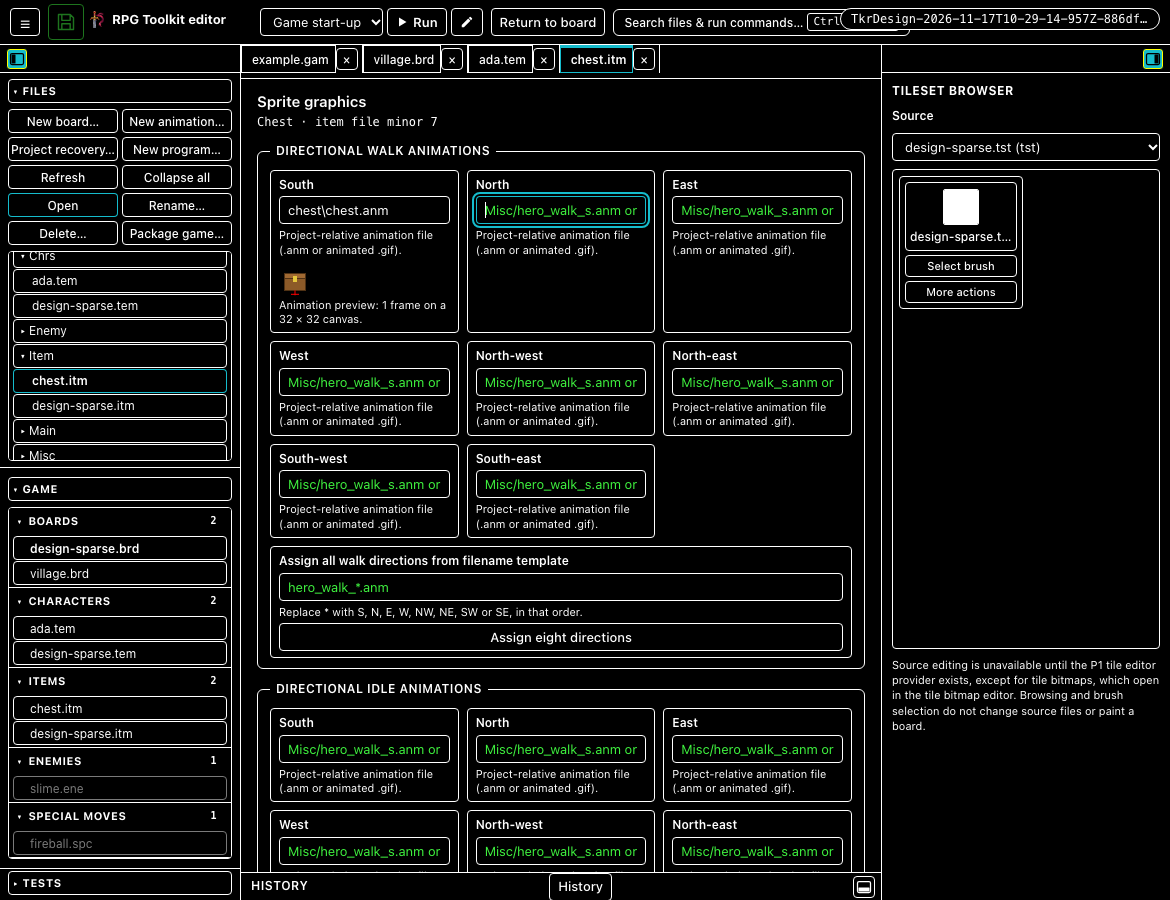 RPG Toolkit editor
Game start-up
Run
Return to board
Search files & run commands...
Ctrl
TkrDesign-2026-11-17T10-29-14-957Z-886df…
FILES
New board...
New animation...
Project recovery...
New program...
Refresh
Collapse all
Open
Rename...
Delete...
Package game...
Chrs
ada.tem
design-sparse.tem
Enemy
Item
chest.itm
design-sparse.itm
Main
Misc
GAME
BOARDS 2
design-sparse.brd
village.brd
CHARACTERS 2
ada.tem
design-sparse.tem
ITEMS 2
chest.itm
design-sparse.itm
ENEMIES 1
slime.ene
SPECIAL MOVES 1
fireball.spc
TESTS
example.gam ×
village.brd ×
ada.tem ×
chest.itm ×
Sprite graphics
Chest · item file minor 7
DIRECTIONAL WALK ANIMATIONS
South
chest\chest.anm
Project-relative animation file
(.anm or animated .gif).
Animation preview: 1 frame on a
32 × 32 canvas.
North
Misc/hero_walk_s.anm or
Project-relative animation file
(.anm or animated .gif).
East
Misc/hero_walk_s.anm or
Project-relative animation file
(.anm or animated .gif).
West
Misc/hero_walk_s.anm or
Project-relative animation file
(.anm or animated .gif).
North-west
Misc/hero_walk_s.anm or
Project-relative animation file
(.anm or animated .gif).
North-east
Misc/hero_walk_s.anm or
Project-relative animation file
(.anm or animated .gif).
South-west
Misc/hero_walk_s.anm or
Project-relative animation file
(.anm or animated .gif).
South-east
Misc/hero_walk_s.anm or
Project-relative animation file
(.anm or animated .gif).
Assign all walk directions from filename template
hero_walk_*.anm
Replace * with S, N, E, W, NW, NE, SW or SE, in that order.
Assign eight directions
DIRECTIONAL IDLE ANIMATIONS
South
Misc/hero_walk_s.anm or
Project-relative animation file
(.anm or animated .gif).
North
Misc/hero_walk_s.anm or
Project-relative animation file
(.anm or animated .gif).
East
Misc/hero_walk_s.anm or
Project-relative animation file
(.anm or animated .gif).
West
Misc/hero_walk_s.anm or
North-west
Misc/hero_walk_s.anm or
North-east
Misc/hero_walk_s.anm or
HISTORY
History
TILESET BROWSER
Source
design-sparse.tst (tst)
design-sparse.t...
Select brush
More actions
Source editing is unavailable until the P1 tile editor
provider exists, except for tile bitmaps, which open
in the tile bitmap editor. Browsing and brush
selection do not change source files or paint a
board.